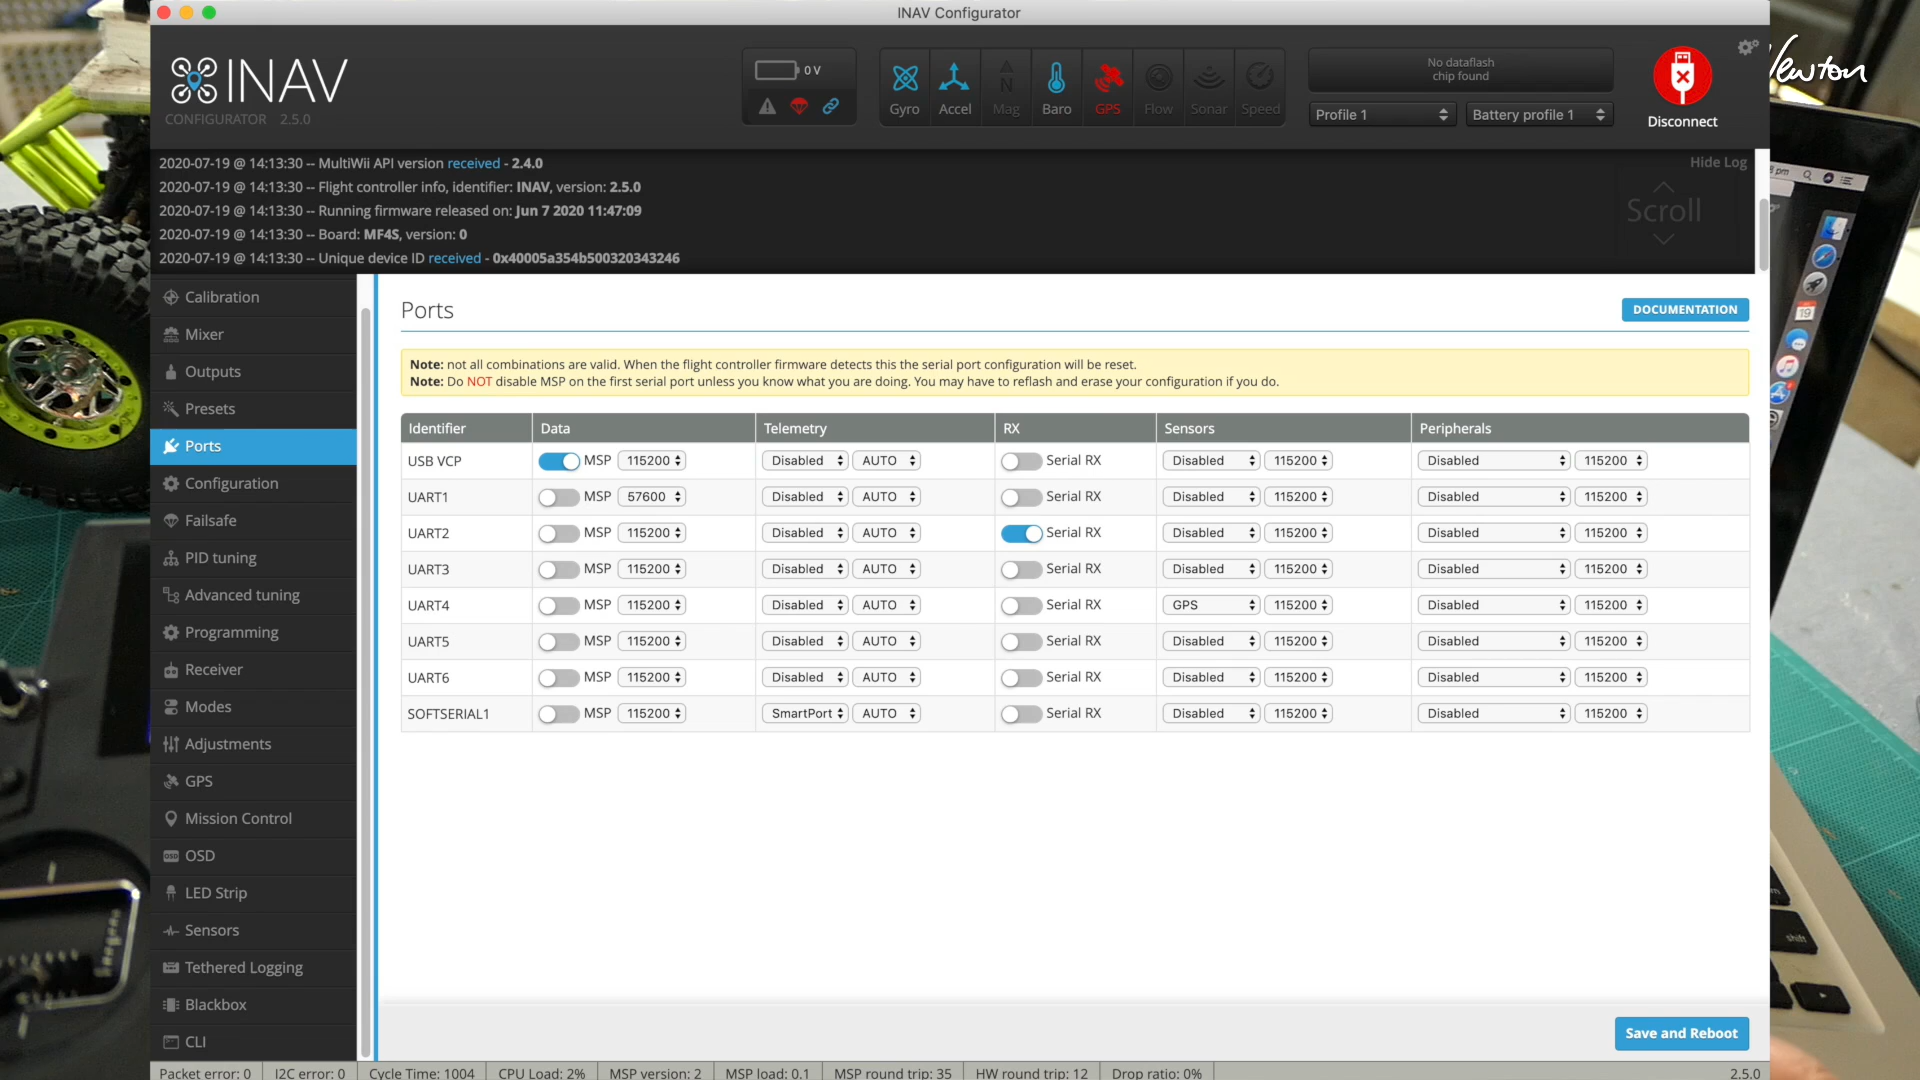 INAV Configurator
INAV
CONFIGURATOR 2.5.0
0 V
Gyro Accel Mag Baro GPS Flow Sonar Speed
No dataflash
chip found
Profile 1 Battery profile 1
Disconnect
Newton
2020-07-19 @ 14:13:30 -- MultiWii API version received - 2.4.0
Hide Log
2020-07-19 @ 14:13:30 -- Flight controller info, identifier: INAV, version: 2.5.0
2020-07-19 @ 14:13:30 -- Running firmware released on: Jun 7 2020 11:47:09
Scroll
2020-07-19 @ 14:13:30 -- Board: MF4S, version: 0
2020-07-19 @ 14:13:30 -- Unique device ID received - 0x40005a354b500320343246
Calibration
Mixer
Outputs
Presets
Ports
Configuration
Failsafe
PID tuning
Advanced tuning
Programming
Receiver
Modes
Adjustments
GPS
Mission Control
OSD
LED Strip
Sensors
Tethered Logging
Blackbox
CLI
Ports
DOCUMENTATION
Note: not all combinations are valid. When the flight controller firmware detects this the serial port configuration will be reset.
Note: Do NOT disable MSP on the first serial port unless you know what you are doing. You may have to reflash and erase your configuration if you do.
Identifier Data Telemetry RX Sensors Peripherals
USB VCP MSP 115200 Disabled AUTO Serial RX Disabled 115200 Disabled 115200
UART1 MSP 57600 Disabled AUTO Serial RX Disabled 115200 Disabled 115200
UART2 MSP 115200 Disabled AUTO Serial RX Disabled 115200 Disabled 115200
UART3 MSP 115200 Disabled AUTO Serial RX Disabled 115200 Disabled 115200
UART4 MSP 115200 Disabled AUTO Serial RX GPS 115200 Disabled 115200
UART5 MSP 115200 Disabled AUTO Serial RX Disabled 115200 Disabled 115200
UART6 MSP 115200 Disabled AUTO Serial RX Disabled 115200 Disabled 115200
SOFTSERIAL1 MSP 115200 SmartPort AUTO Serial RX Disabled 115200 Disabled 115200
Save and Reboot
Packet error: 0 I2C error: 0 Cycle Time: 1004 CPU Load: 2% MSP version: 2 MSP load: 0.1 MSP round trip: 35 HW round trip: 12 Drop ratio: 0% 2.5.0
19
shift